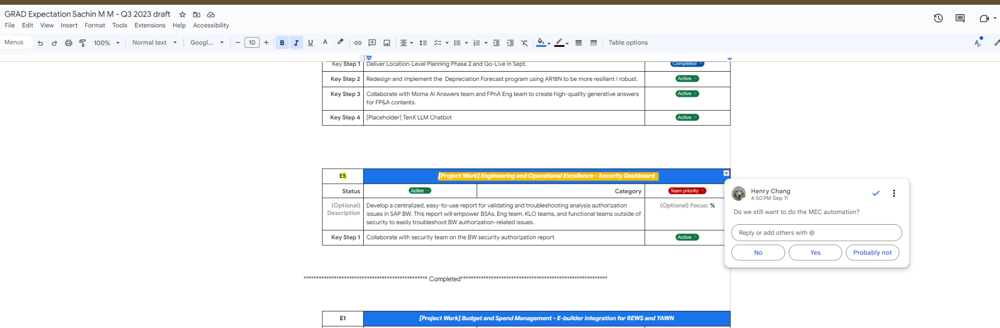 GRAD Expectation Sachin M M - Q3 2023 draft
File Edit View Insert Format Tools Extensions Help Accessibility
Menus 100% Normal text Googl... − 10 + B I U A Table options
Key Step 1 Deliver Location-Level Planning Phase 2 and Go-Live in Sept. Completed
Key Step 2 Redesign and implement the Depreciation Forecast program using AR18N to be more resilient / robust. Active
Key Step 3 Collaborate with Moma AI Answers team and FPnA Eng team to create high-quality generative answers Active
for FP&A contents.
Key Step 4 [Placeholder] TenX LLM Chatbot Active
E5 [Project Work] Engineering and Operational Excellence - Security Dashboard
Status Active Category Team priority
(Optional) Description
Develop a centralized, easy-to-use report for validating and troubleshooting analysis authorization
issues in SAP BW. This report will empower BSAs, Eng team, KLO teams, and functional teams outside of
security to easily troubleshoot BW authorization-related issues.
(Optional) Focus: %
Key Step 1 Collaborate with security team on the BW security authorization report Active
Henry Chang
4:50 PM Sep 11
Do we still want to do the MEC automation?
Reply or add others with @
No Yes Probably not
************************************************* Completed**********************************************************
E1 [Project Work] Budget and Spend Management - E-builder integration for REWS and YAWN